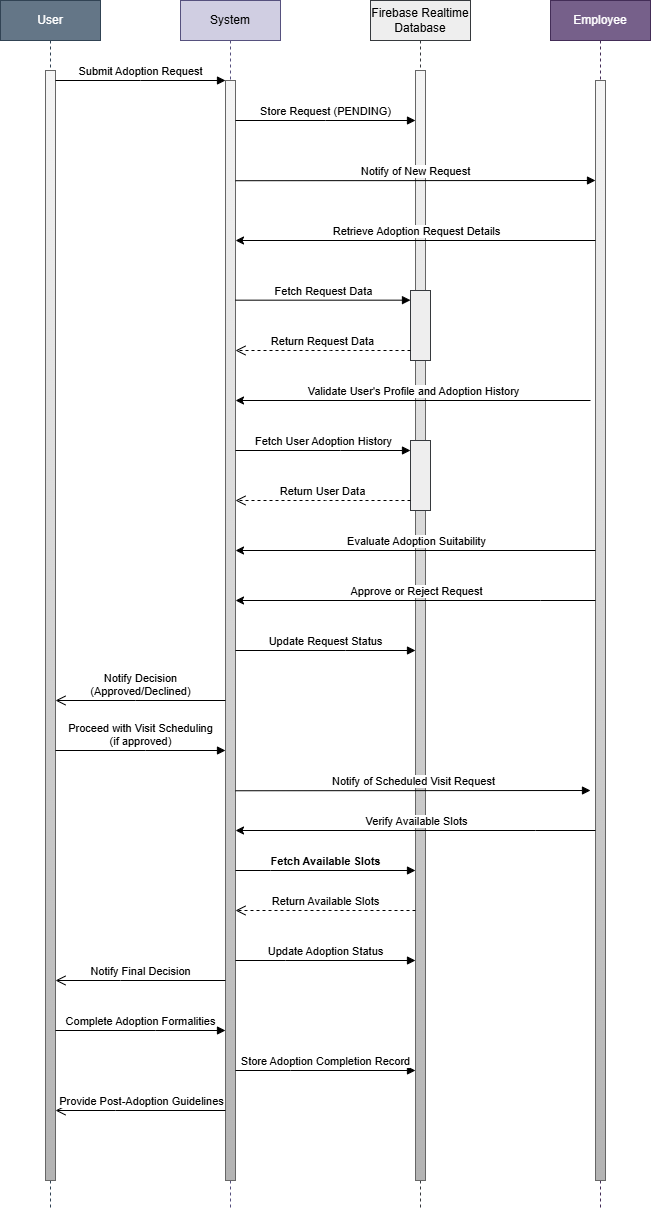 User
System
Firebase Realtime
Database
Employee
Submit Adoption Request
Store Request (PENDING)
Notify of New Request
Retrieve Adoption Request Details
Fetch Request Data
Return Request Data
Validate User's Profile and Adoption History
Fetch User Adoption History
Return User Data
Evaluate Adoption Suitability
Approve or Reject Request
Update Request Status
Notify Decision
(Approved/Declined)
Proceed with Visit Scheduling
(if approved)
Notify of Scheduled Visit Request
Verify Available Slots
Fetch Available Slots
Return Available Slots
Update Adoption Status
Notify Final Decision
Complete Adoption Formalities
Store Adoption Completion Record
Provide Post-Adoption Guidelines